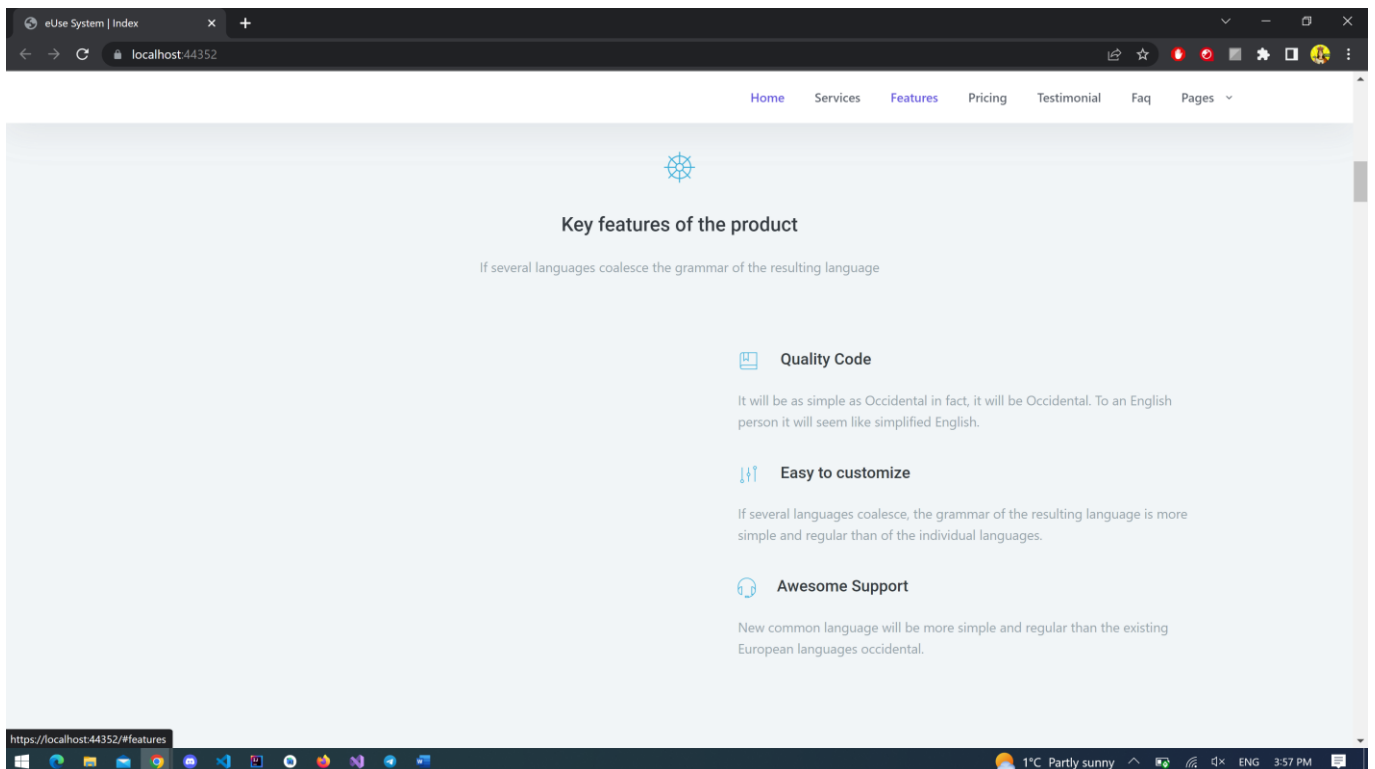 eUse System | Index
localhost:44352
Home Services Features Pricing Testimonial Faq Pages
Key features of the product
If several languages coalesce the grammar of the resulting language
Quality Code
It will be as simple as Occidental in fact, it will be Occidental. To an English
person it will seem like simplified English.
Easy to customize
If several languages coalesce, the grammar of the resulting language is more
simple and regular than of the individual languages.
Awesome Support
New common language will be more simple and regular than the existing
European languages occidental.
https://localhost:44352/#features
1°C Partly sunny ENG 3:57 PM